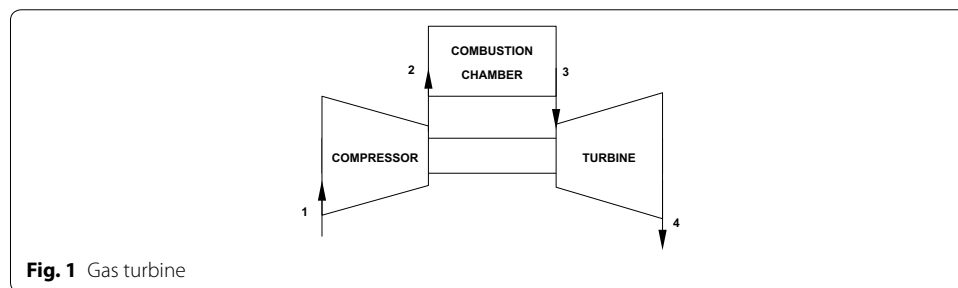 COMBUSTION
CHAMBER
2
3
COMPRESSOR
TURBINE
1
4
Fig. 1 Gas turbine